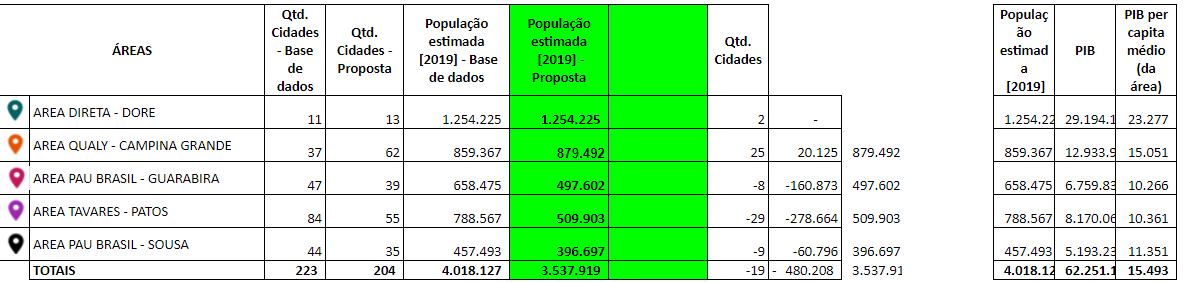 ÁREAS Qtd. Cidades - Base de dados Qtd. Cidades - Proposta População estimada [2019] - Base de dados População estimada [2019] - Proposta Qtd. Cidades Populaç ão estimad a [2019] PIB PIB per capita médio (da área)
AREA DIRETA - DORE 11 13 1.254.225 1.254.225 2 - 1.254.22 29.194.1 23.277
AREA QUALY - CAMPINA GRANDE 37 62 859.367 879.492 25 20.125 879.492 859.367 12.933.9 15.051
AREA PAU BRASIL - GUARABIRA 47 39 658.475 497.602 -8 -160.873 497.602 658.475 6.759.83 10.266
AREA TAVARES - PATOS 84 55 788.567 509.903 -29 -278.664 509.903 788.567 8.170.06 10.361
AREA PAU BRASIL - SOUSA 44 35 457.493 396.697 -9 -60.796 396.697 457.493 5.193.23 11.351
TOTAIS 223 204 4.018.127 3.537.919 -19 - 480.208 3.537.91 4.018.12 62.251.1 15.493